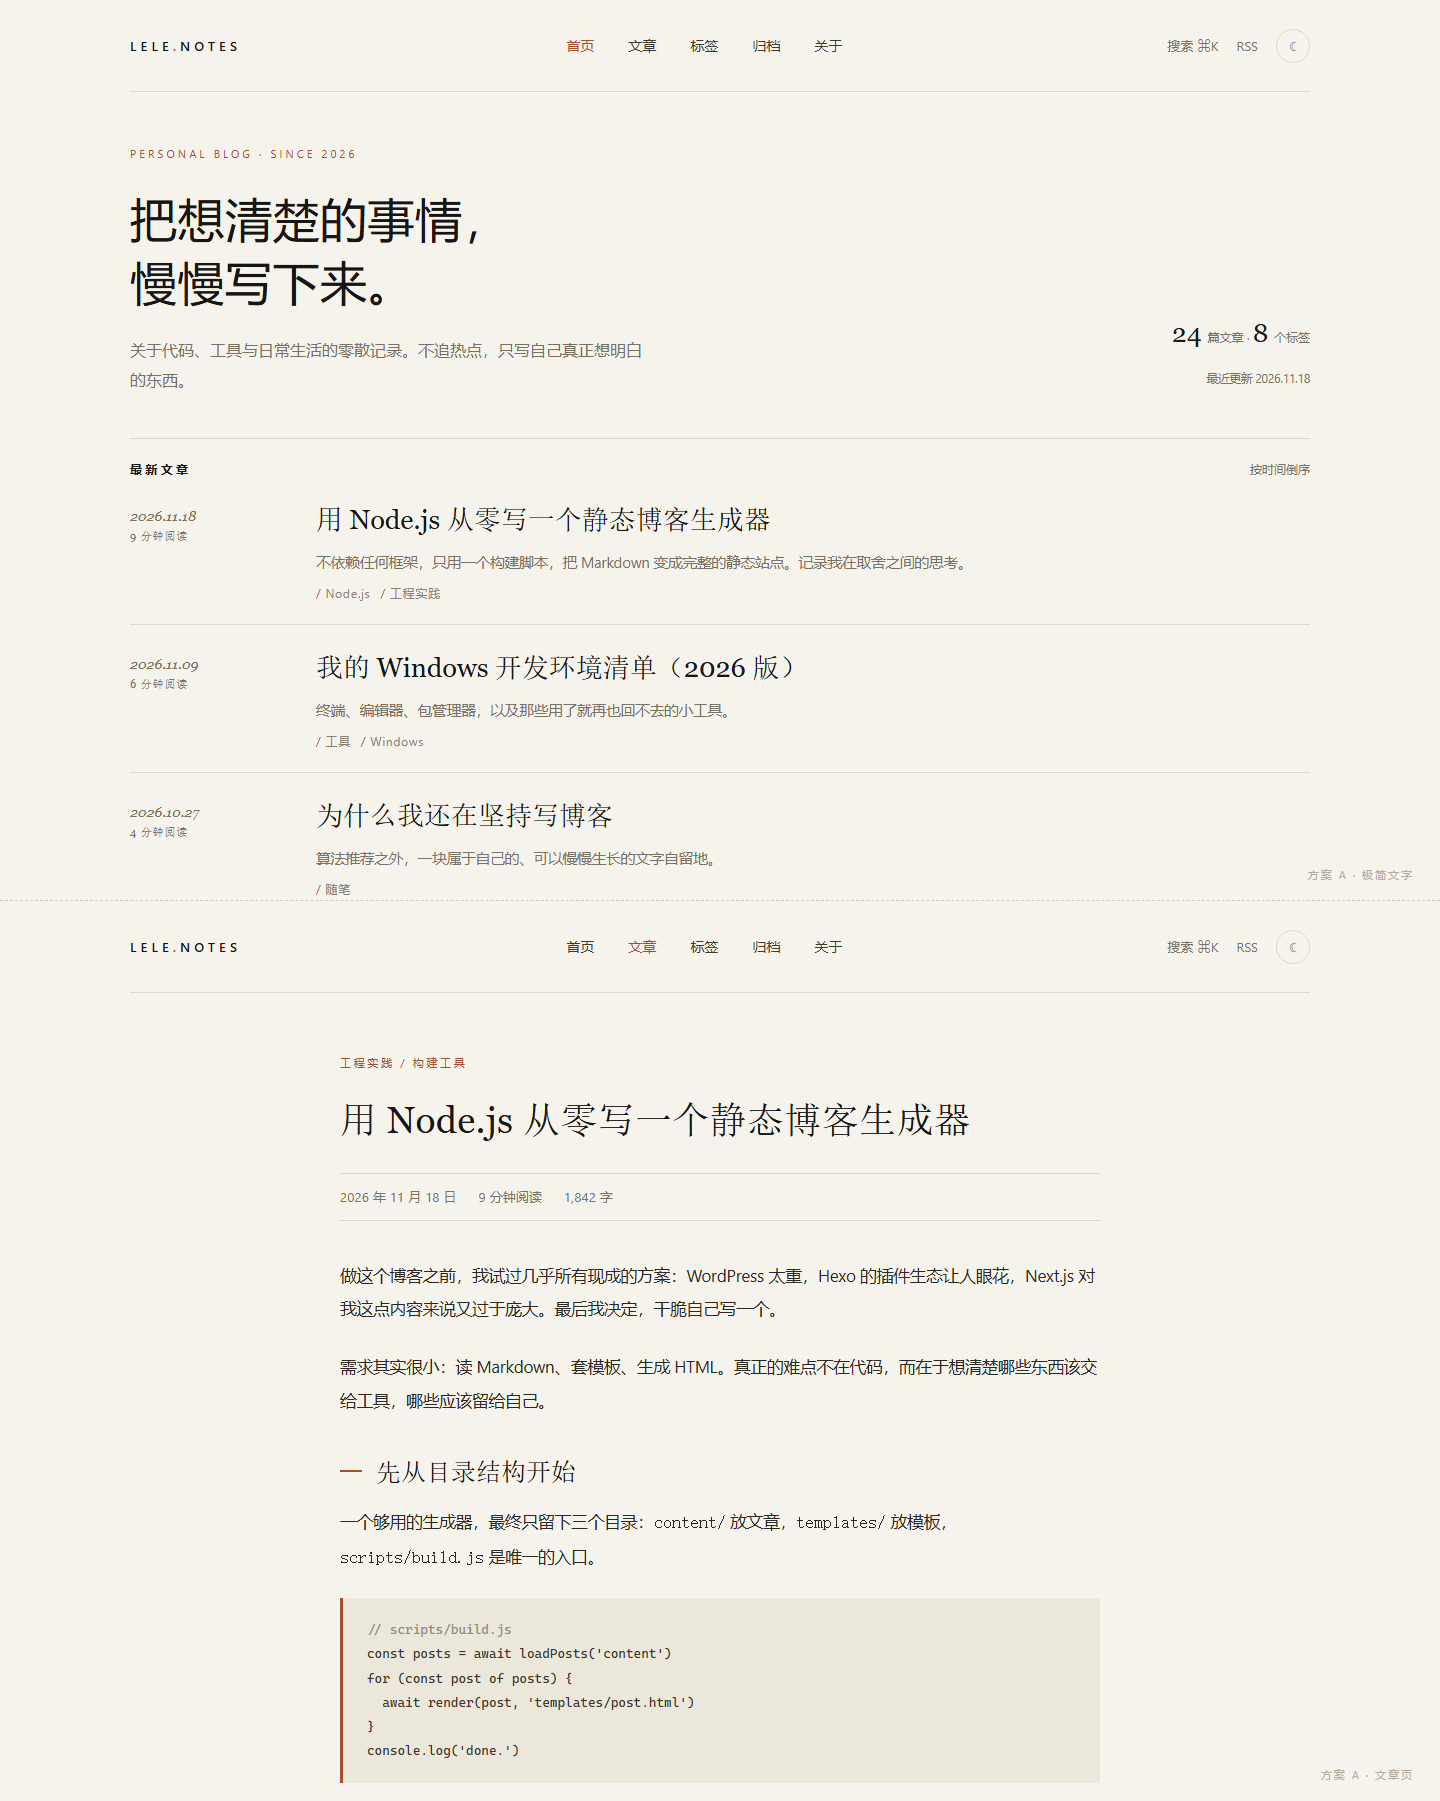 LELE.NOTES
首页 文章 标签 归档 关于
搜索 ⌘K RSS ☾
PERSONAL BLOG · SINCE 2026
把想清楚的事情，
慢慢写下来。
关于代码、工具与日常生活的零散记录。不追热点，只写自己真正想明白
的东西。
24 篇文章 · 8 个标签
最近更新 2026.11.18
最新文章
按时间倒序
2026.11.18
9 分钟阅读
用 Node.js 从零写一个静态博客生成器
不依赖任何框架，只用一个构建脚本，把 Markdown 变成完整的静态站点。记录我在取舍之间的思考。
/ Node.js / 工程实践
2026.11.09
6 分钟阅读
我的 Windows 开发环境清单（2026 版）
终端、编辑器、包管理器，以及那些用了就再也回不去的小工具。
/ 工具 / Windows
2026.10.27
4 分钟阅读
为什么我还在坚持写博客
算法推荐之外，一块属于自己的、可以慢慢生长的文字自留地。
/ 随笔
方案 A · 极简文字
LELE.NOTES
首页 文章 标签 归档 关于
搜索 ⌘K RSS ☾
工程实践 / 构建工具
用 Node.js 从零写一个静态博客生成器
2026 年 11 月 18 日 9 分钟阅读 1,842 字
做这个博客之前，我试过几乎所有现成的方案：WordPress 太重，Hexo 的插件生态让人眼花，Next.js 对
我这点内容来说又过于庞大。最后我决定，干脆自己写一个。
需求其实很小：读 Markdown、套模板、生成 HTML。真正的难点不在代码，而在于想清楚哪些东西该交
给工具，哪些应该留给自己。
先从目录结构开始
一个够用的生成器，最终只留下三个目录：content/ 放文章，templates/ 放模板，
scripts/build.js 是唯一的入口。
// scripts/build.js
const posts = await loadPosts('content')
for (const post of posts) {
  await render(post, 'templates/post.html')
}
console.log('done.')
方案 A · 文章页